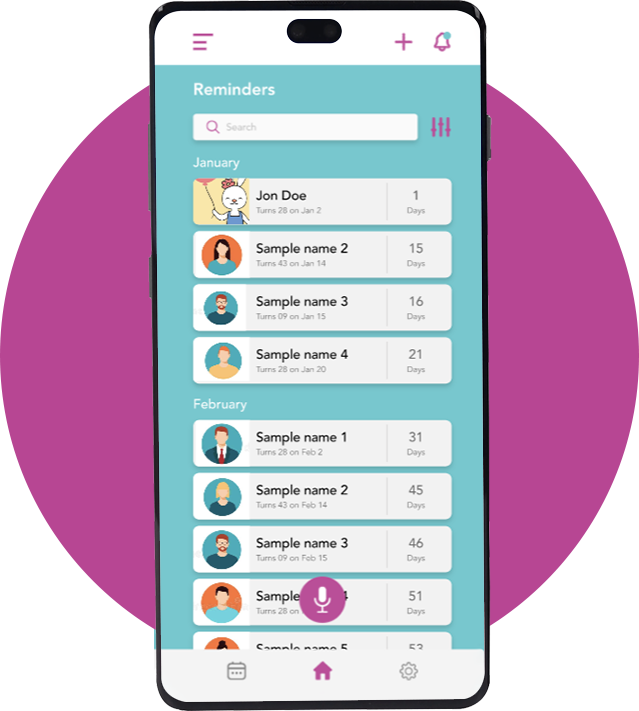 Reminders
Search
January
Jon Doe
Turns 28 on Jan 2
1
Days
Sample name 2
Turns 43 on Jan 14
15
Days
Sample name 3
Turns 09 on Jan 15
16
Days
Sample name 4
Turns 28 on Jan 20
21
Days
February
Sample name 1
Turns 28 on Feb 2
31
Days
Sample name 2
Turns 43 on Feb 14
45
Days
Sample name 3
Turns 09 on Feb 15
46
Days
Sample 4
Turns 28 on
51
Days
Sample name 5
53